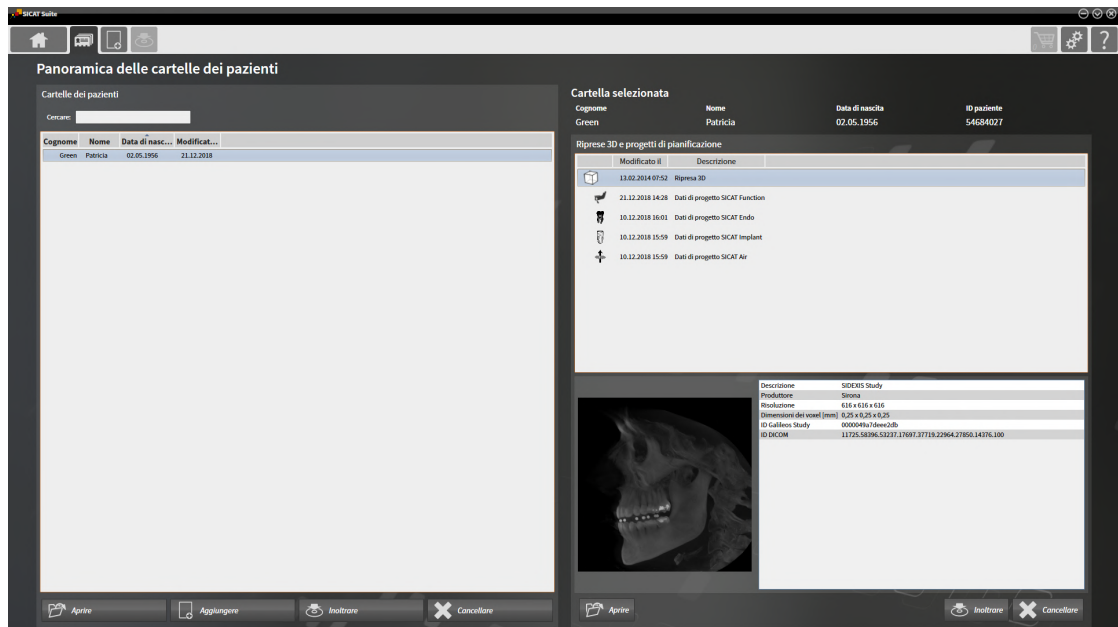 SICAT Suite
Panoramica delle cartelle dei pazienti
Cartelle dei pazienti
Cercare:
Cognome Nome Data di nasc... Modificat...
Green Patricia 02.05.1956 21.12.2018
Aprire
Aggiungere
Inoltrare
Cancellare
Cartella selezionata
Cognome Nome Data di nascita ID paziente
Green Patricia 02.05.1956 54684027
Riprese 3D e progetti di pianificazione
Modificato il Descrizione
13.02.2014 07:52 Ripresa 3D
21.12.2018 14:28 Dati di progetto SICAT Function
10.12.2018 16:01 Dati di progetto SICAT Endo
10.12.2018 15:59 Dati di progetto SICAT Implant
10.12.2018 15:59 Dati di progetto SICAT Air
Descrizione SIDEXIS Study
Produttore Sirona
Risoluzione 616 x 616 x 616
Dimensioni dei voxel [mm] 0,25 x 0,25 x 0,25
ID Galileos Study 0000049a7deee2db
ID DICOM 11725.58396.53237.17697.37719.22964.27850.14376.100
Aprire
Inoltrare
Cancellare